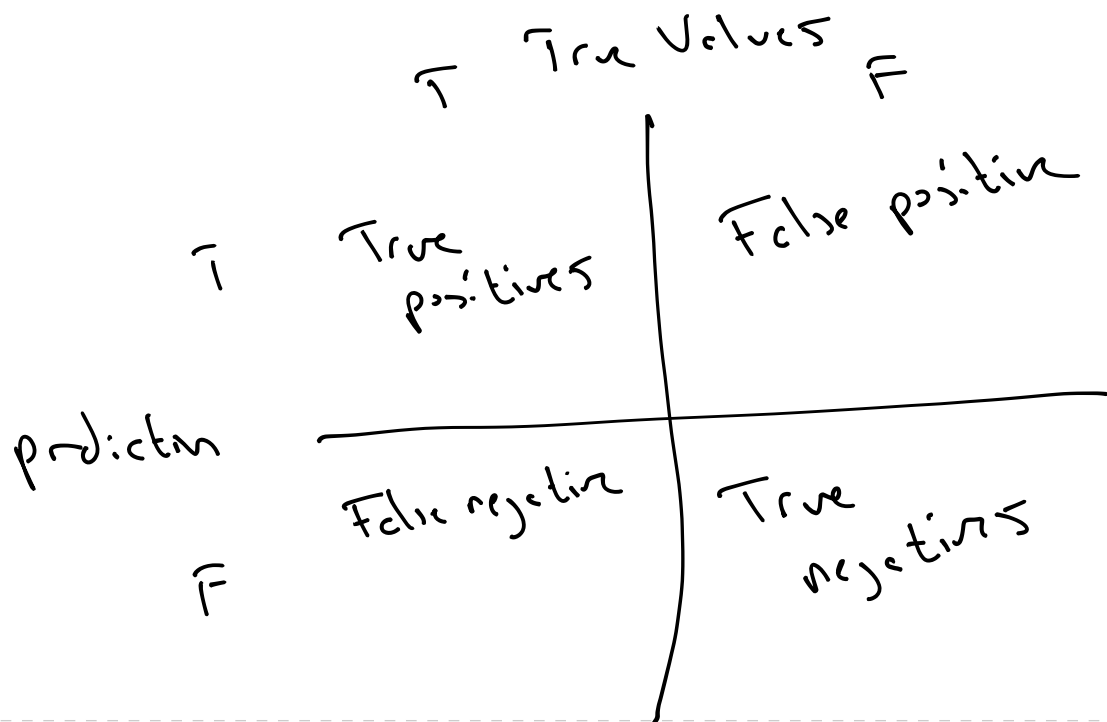 True Values
T F
T
True
positives
False positive
prediction
False negative
True
negatives
F